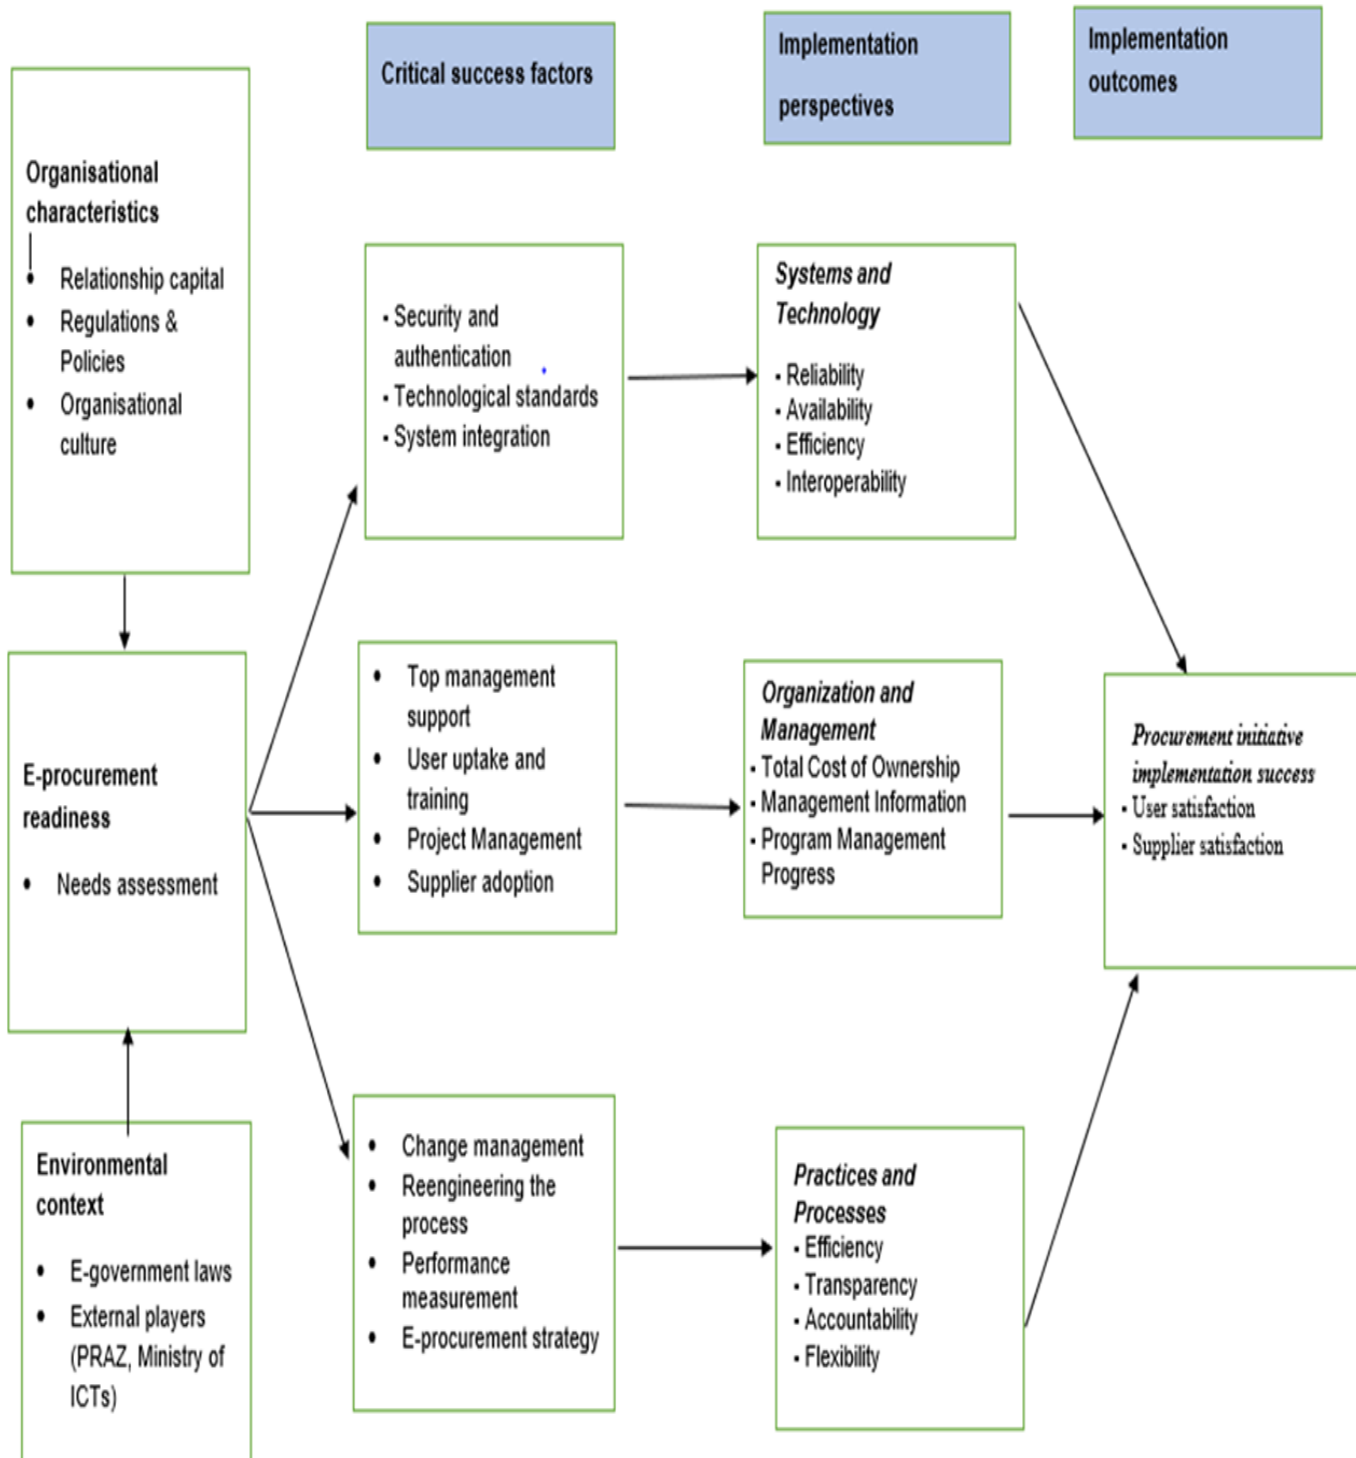 Critical success factors
Implementation
perspectives
Implementation
outcomes
Organisational
characteristics
• Relationship capital
• Regulations &
Policies
• Organisational
culture
E-procurement
readiness
• Needs assessment
Environmental
context
• E-government laws
• External players
(PRAZ, Ministry of
ICTs)
- Security and
authentication
- Technological standards
- System integration
• Top management
support
• User uptake and
training
• Project Management
• Supplier adoption
• Change management
• Reengineering the
process
• Performance
measurement
• E-procurement strategy
Systems and
Technology
- Reliability
- Availability
- Efficiency
- Interoperability
Organization and
Management
- Total Cost of Ownership
- Management Information
- Program Management
Progress
Practices and
Processes
- Efficiency
- Transparency
- Accountability
- Flexibility
Procurement initiative
implementation success
- User satisfaction
- Supplier satisfaction